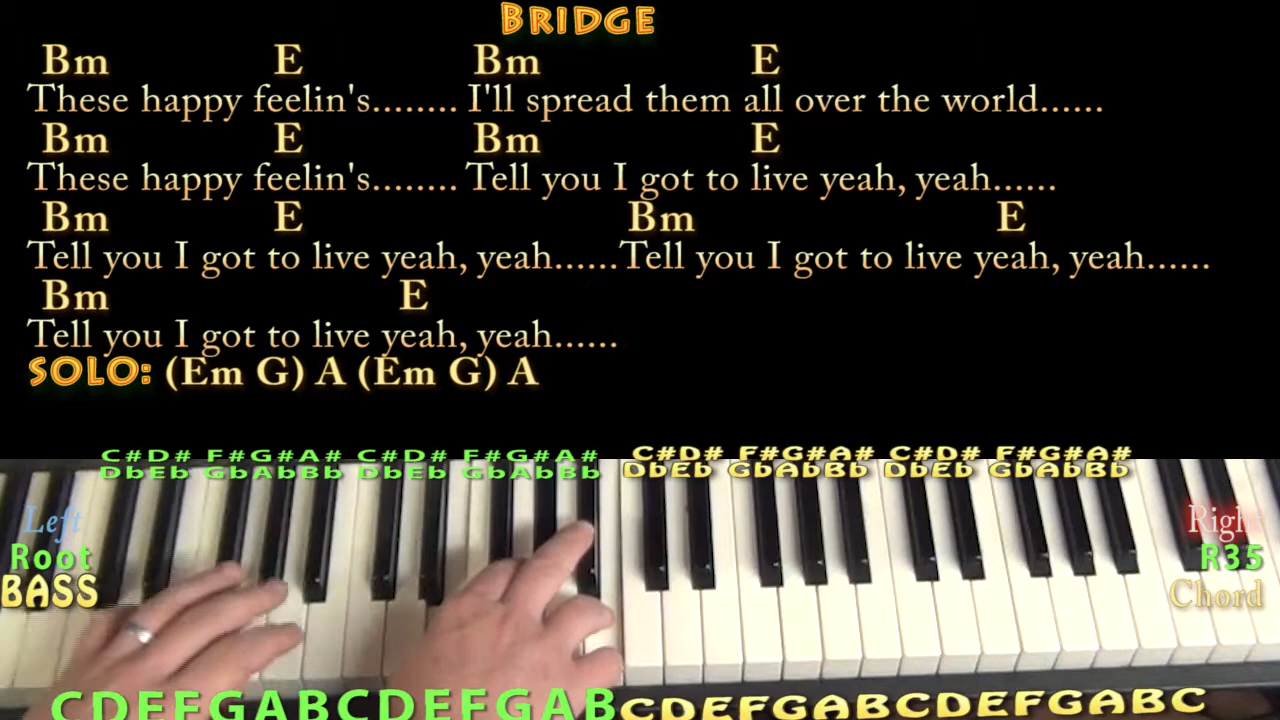 BRIDGE
Bm E Bm E
These happy feelin's........ I'll spread them all over the world......
Bm E Bm E
These happy feelin's........ Tell you I got to live yeah, yeah......
Bm E Bm E
Tell you I got to live yeah, yeah......Tell you I got to live yeah, yeah......
Bm E
Tell you I got to live yeah, yeah......
SOLO: (Em G) A (Em G) A
C#D# F#G#A# C#D# F#G#A# C#D# F#G#A# C#D# F#G#A#
DbEb GbAbBb DbEb GbAbBb DbEb GbAbBb DbEb GbAbBb
Left Right
Root R35
BASS Chord
CDEFGABCDEFGAB CDEFGABCDEFGABC